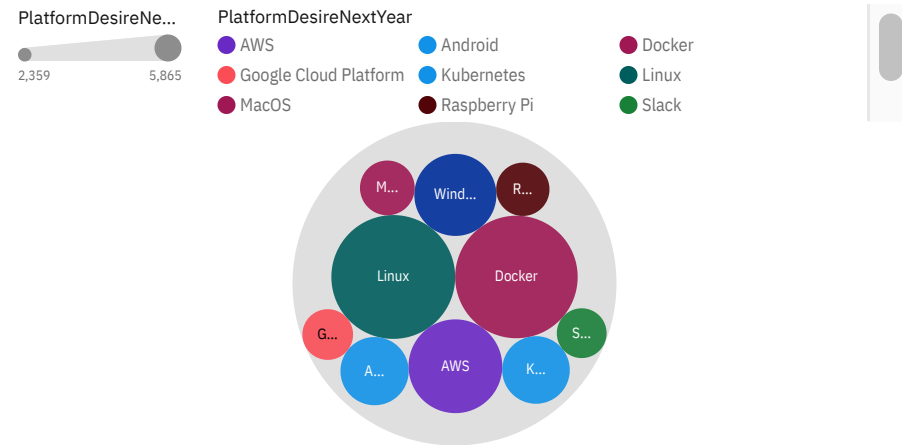 PlatformDesireNe...
2,359 5,865
PlatformDesireNextYear
AWS Android Docker
Google Cloud Platform Kubernetes Linux
MacOS Raspberry Pi Slack
M... Wind... R...
Linux Docker
G... S...
A... AWS K...